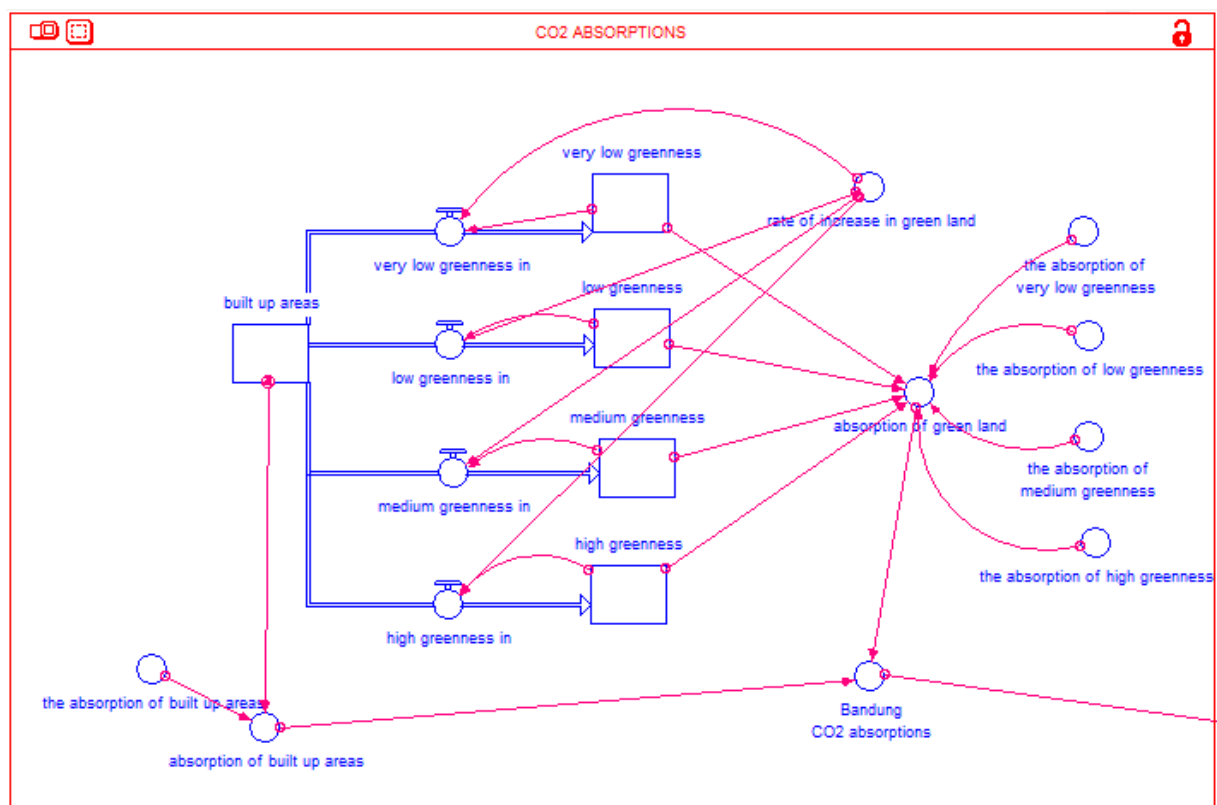 CO2 ABSORPTIONS
very low greenness
rate of increase in green land
very low greenness in
the absorption of
very low greenness
built up areas
low greenness
low greenness in
the absorption of low greenness
medium greenness
absorption of green land
the absorption of
medium greenness
medium greenness in
high greenness
the absorption of high greenness
high greenness in
the absorption of built up areas
Bandung
CO2 absorptions
absorption of built up areas